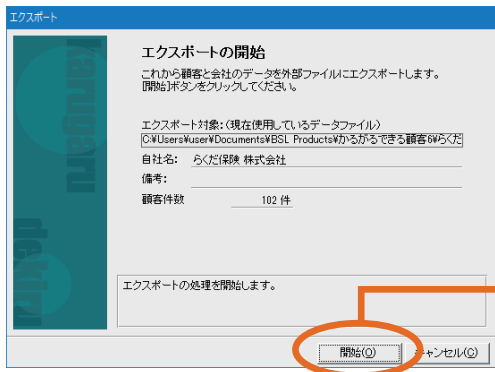 エクスポート
karugaru
dekiru
エクスポートの開始
これから顧客と会社のデータを外部ファイルにエクスポートします。
[開始]ボタンをクリックしてください。
エクスポート対象:(現在使用しているデータファイル)
C:¥Users¥user¥Documents¥BSL Products¥かるがるできる顧客6¥らくだ
自社名: らくだ保険 株式会社
備考:
顧客件数 102 件
エクスポートの処理を開始します。
開始(O) キャンセル(C)